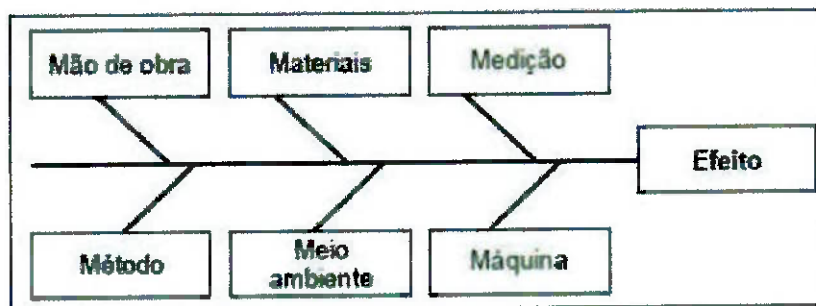 Mão de obra
Materiais
Medição
Efeito
Método
Meio
ambiente
Máquina